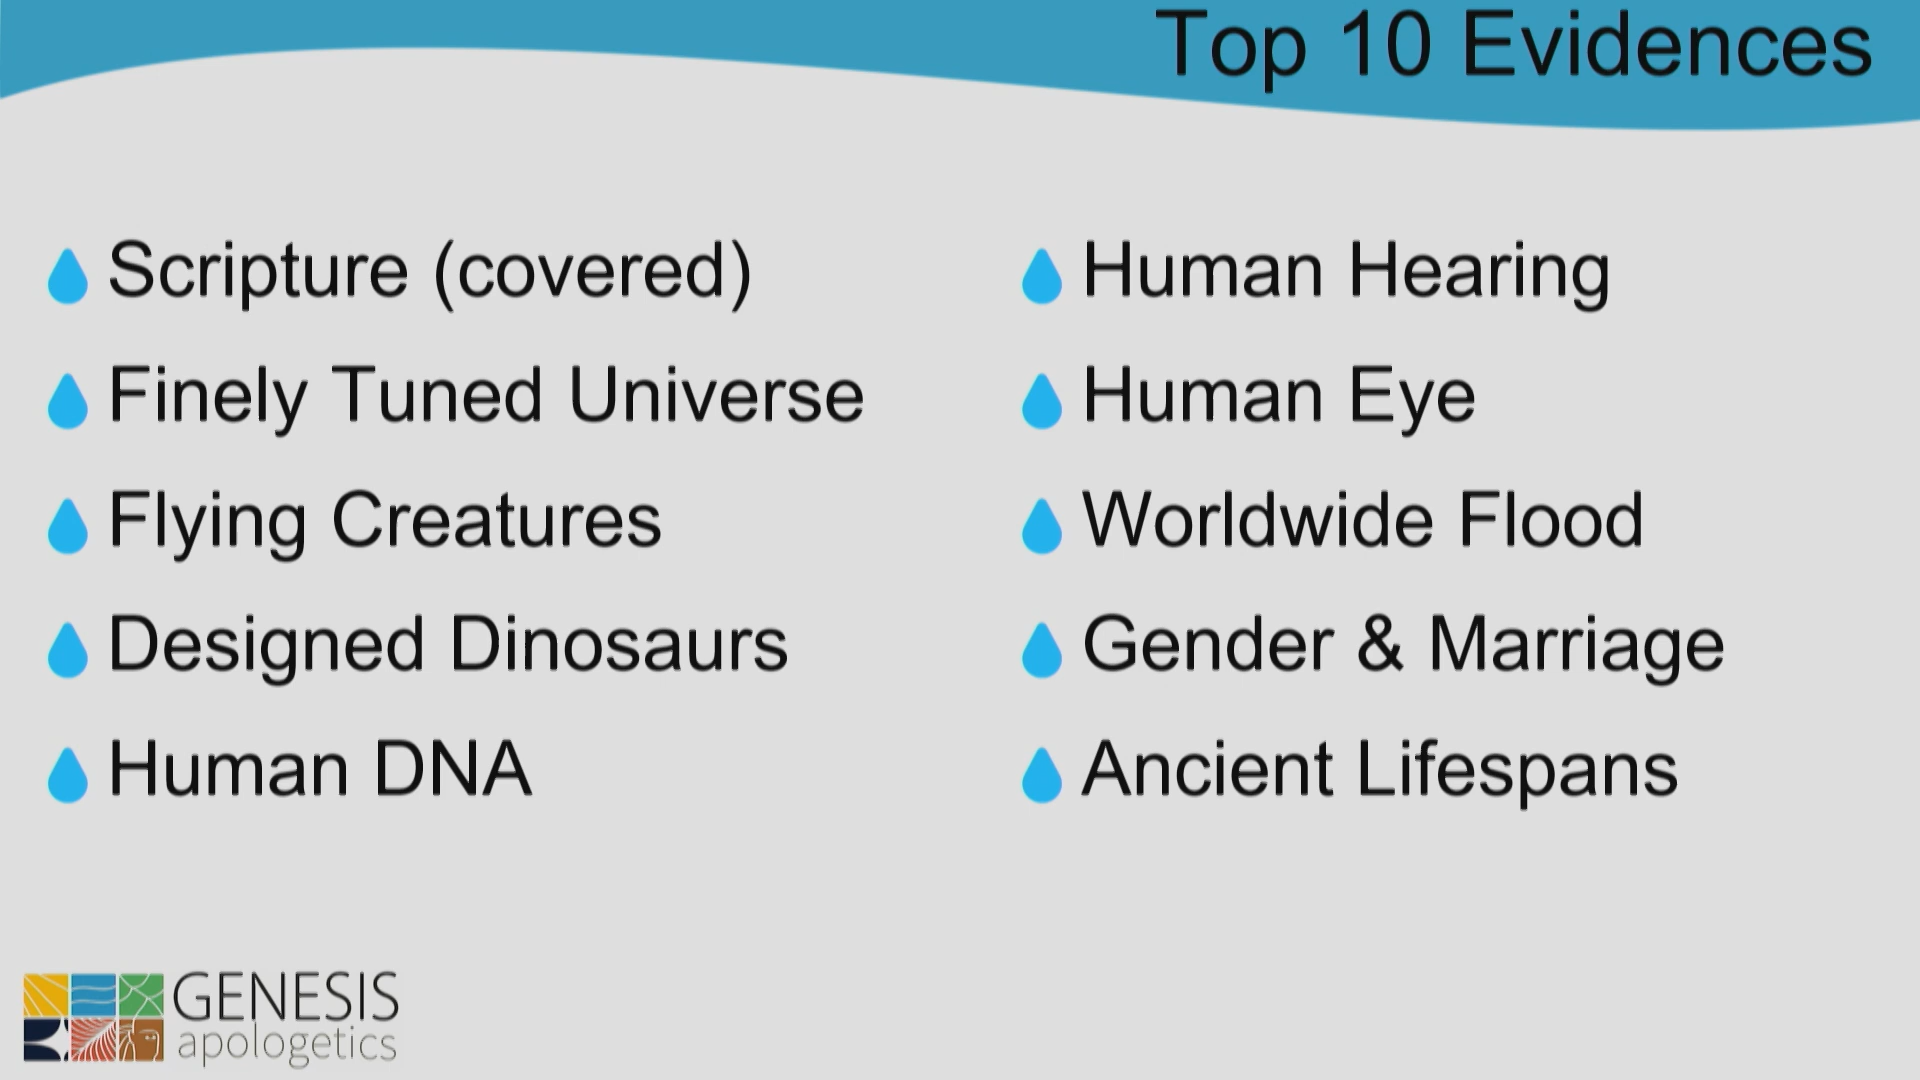 Top 10 Evidences
Scripture (covered)
Finely Tuned Universe
Flying Creatures
Designed Dinosaurs
Human DNA
Human Hearing
Human Eye
Worldwide Flood
Gender & Marriage
Ancient Lifespans
GENESIS
apologetics